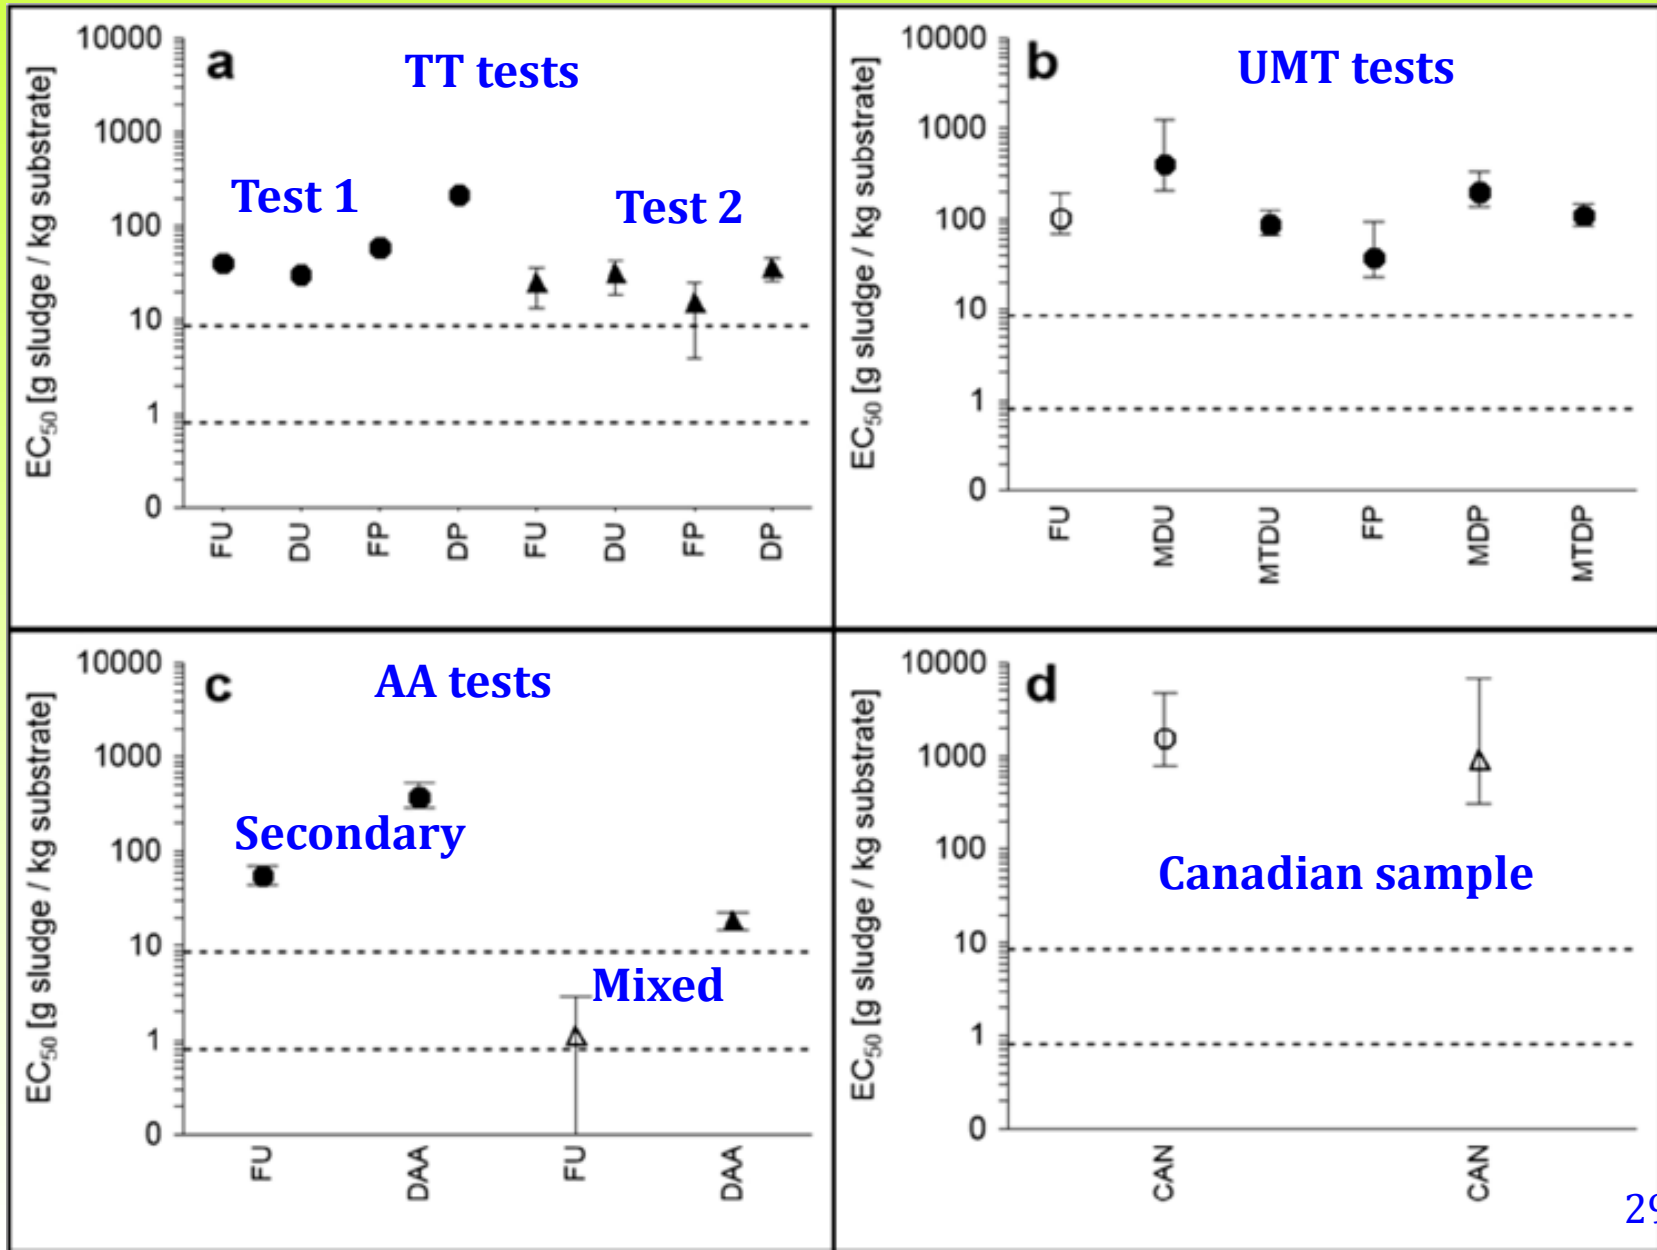 a
TT tests
Test 1
Test 2
EC50 [g sludge / kg substrate]
10000
1000
100
10
1
0
FU
DU
FP
DP
FU
DU
FP
DP
b
UMT tests
EC50 [g sludge / kg substrate]
10000
1000
100
10
1
0
FU
MDU
MTDU
FP
MDP
MTDP
c
AA tests
Secondary
Mixed
EC50 [g sludge / kg substrate]
10000
1000
100
10
1
0
FU
DAA
FU
DAA
d
Canadian sample
EC50 [g sludge / kg substrate]
10000
1000
100
10
1
0
CAN
CAN
29